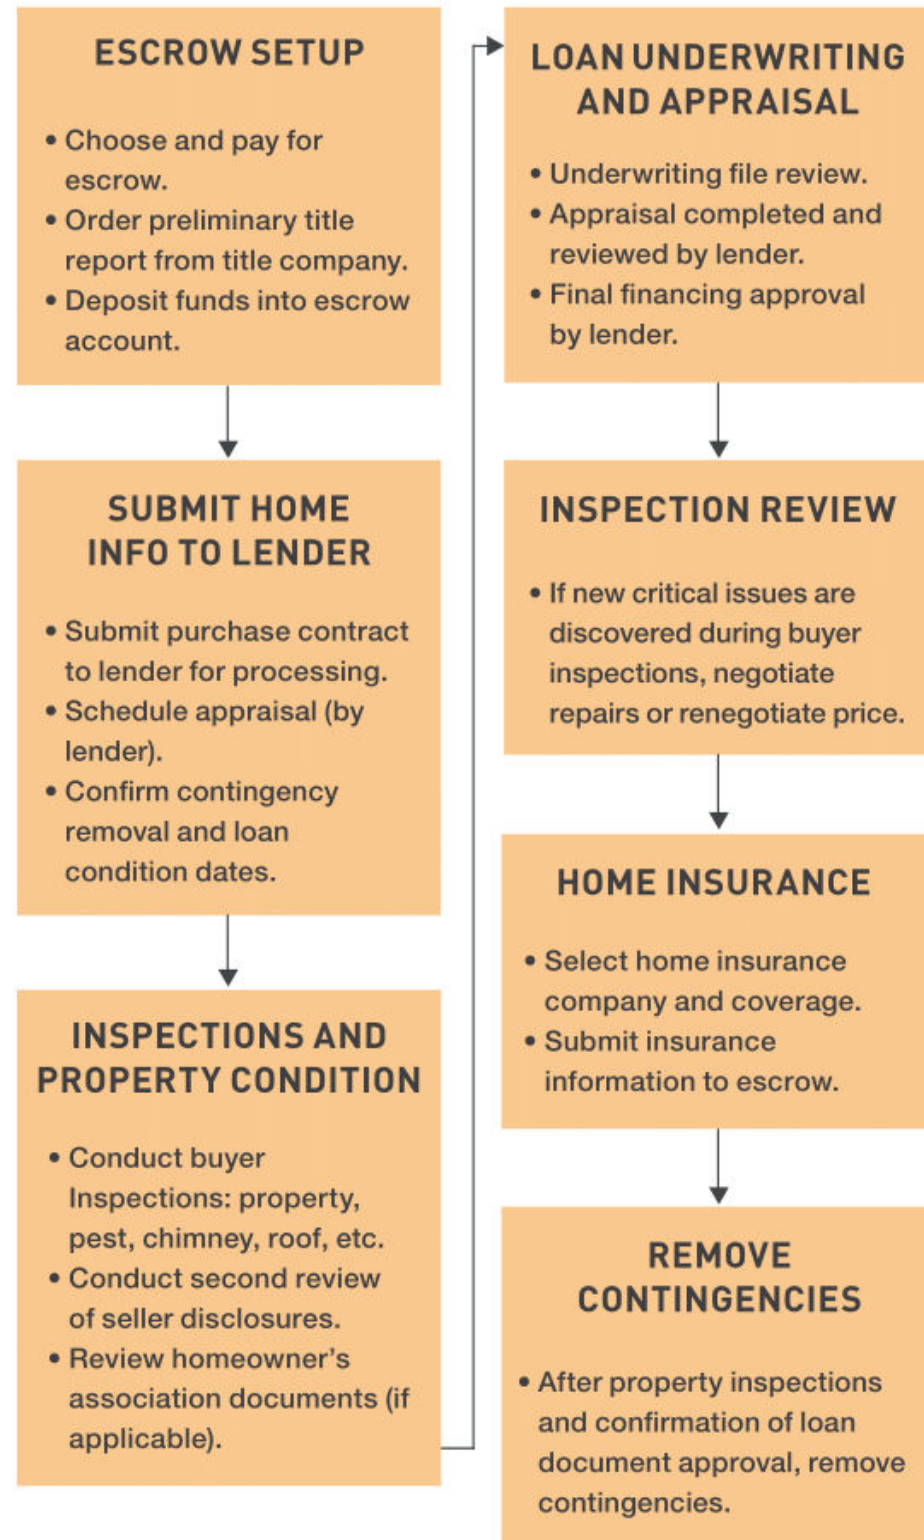 ESCROW SETUP
• Choose and pay for
escrow.
• Order preliminary title
report from title company.
• Deposit funds into escrow
account.
SUBMIT HOME
INFO TO LENDER
• Submit purchase contract
to lender for processing.
• Schedule appraisal (by
lender).
• Confirm contingency
removal and loan
condition dates.
INSPECTIONS AND
PROPERTY CONDITION
• Conduct buyer
Inspections: property,
pest, chimney, roof, etc.
• Conduct second review
of seller disclosures.
• Review homeowner’s
association documents (if
applicable).
LOAN UNDERWRITING
AND APPRAISAL
• Underwriting file review.
• Appraisal completed and
reviewed by lender.
• Final financing approval
by lender.
INSPECTION REVIEW
• If new critical issues are
discovered during buyer
inspections, negotiate
repairs or renegotiate price.
HOME INSURANCE
• Select home insurance
company and coverage.
• Submit insurance
information to escrow.
REMOVE
CONTINGENCIES
• After property inspections
and confirmation of loan
document approval, remove
contingencies.